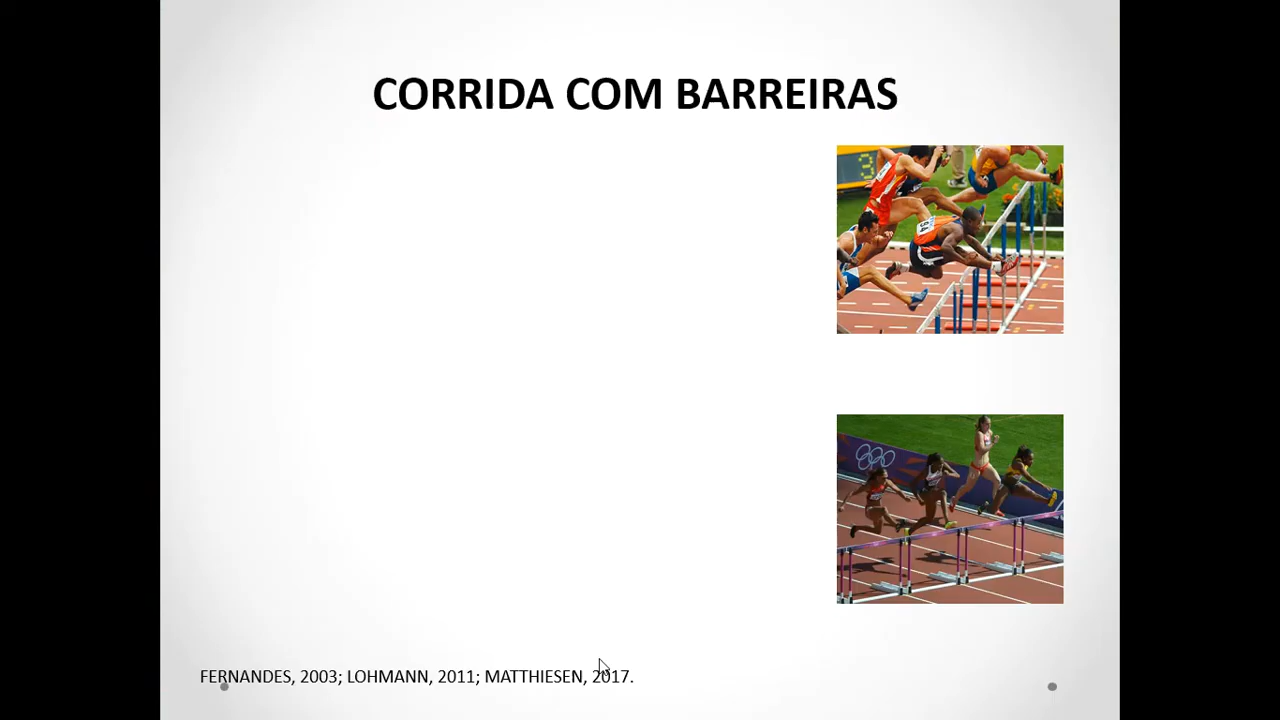 CORRIDA COM BARREIRAS
FERNANDES, 2003; LOHMANN, 2011; MATTHIESEN, 2017.